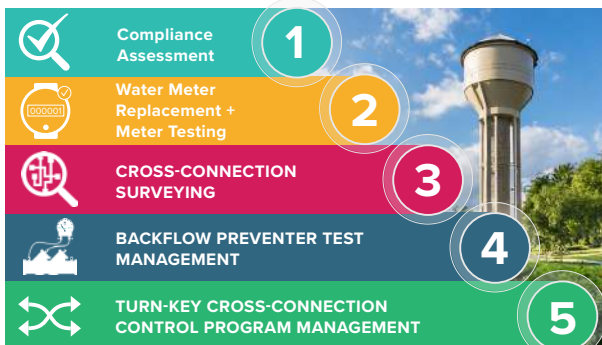 Compliance
Assessment
1
Water Meter
Replacement +
Meter Testing
000001
2
CROSS-CONNECTION
SURVEYING
3
BACKFLOW PREVENTER TEST
MANAGEMENT
4
TURN-KEY CROSS-CONNECTION
CONTROL PROGRAM MANAGEMENT
5